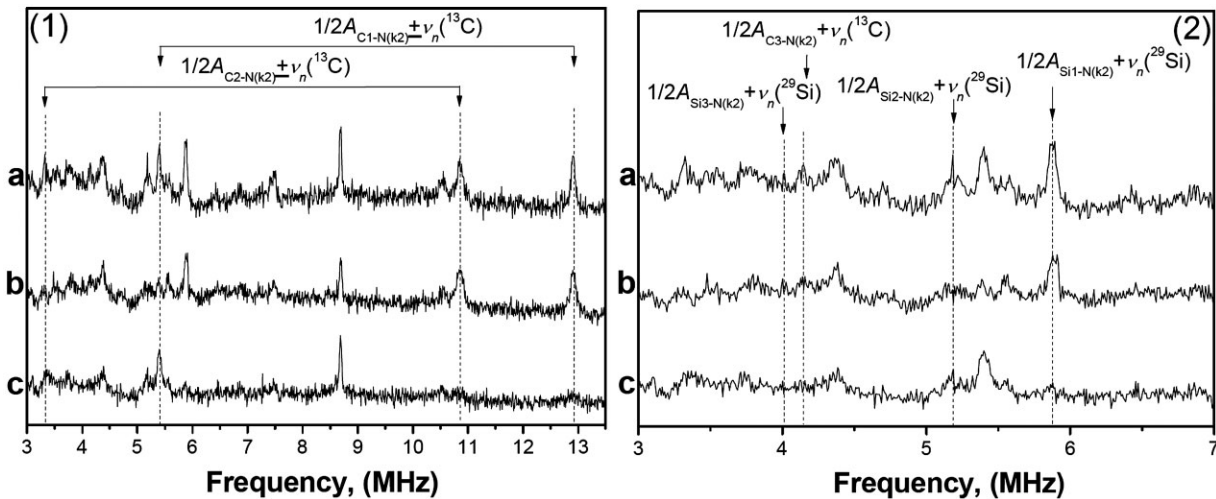 (1)
1/2A_C1-N(k2)±ν_n(¹³C)
1/2A_C2-N(k2)±ν_n(¹³C)
a
b
c
3 4 5 6 7 8 9 10 11 12 13
Frequency, (MHz)
(2)
1/2A_C3-N(k2)+ν_n(¹³C)
1/2A_Si1-N(k2)+ν_n(²⁹Si)
1/2A_Si3-N(k2)+ν_n(²⁹Si)
1/2A_Si2-N(k2)+ν_n(²⁹Si)
a
b
c
3 4 5 6 7
Frequency, (MHz)